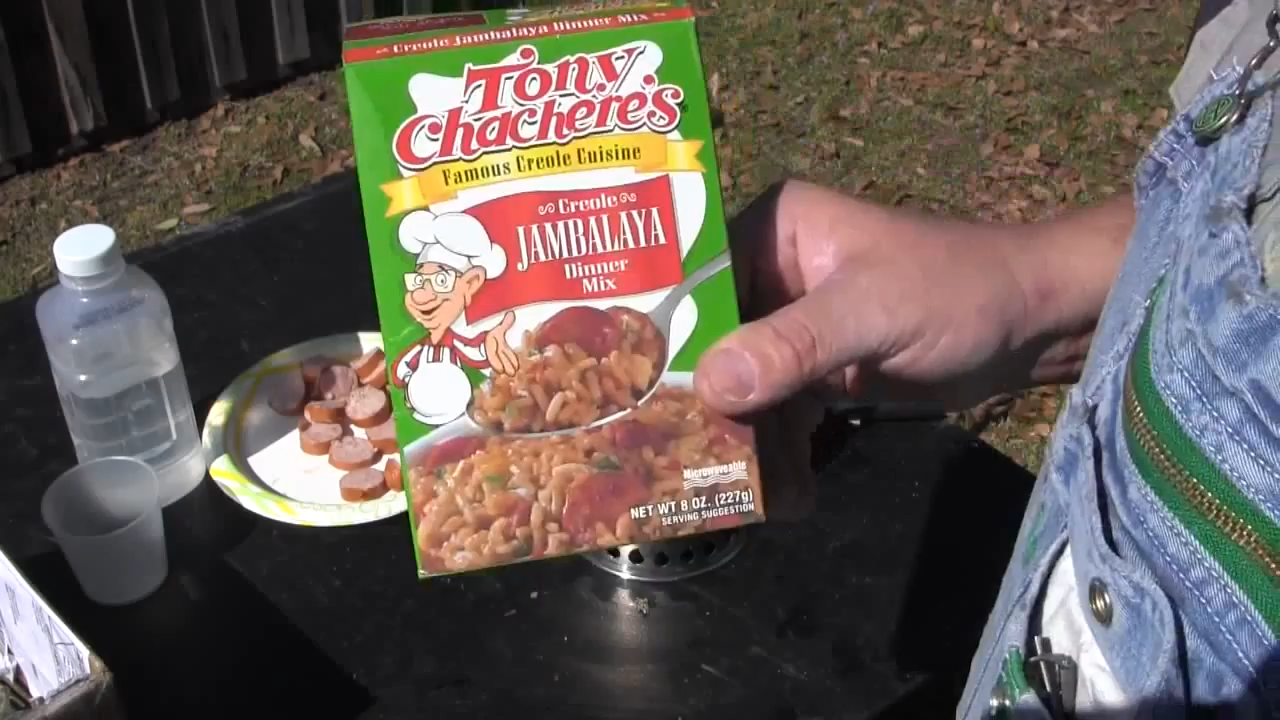 Creole Jambalaya Dinner Mix
Tony
Chachere's
Famous Creole Cuisine
Creole
JAMBALAYA
Dinner
Mix
Microwaveable
NET WT 8 OZ. (227g)
SERVING SUGGESTION